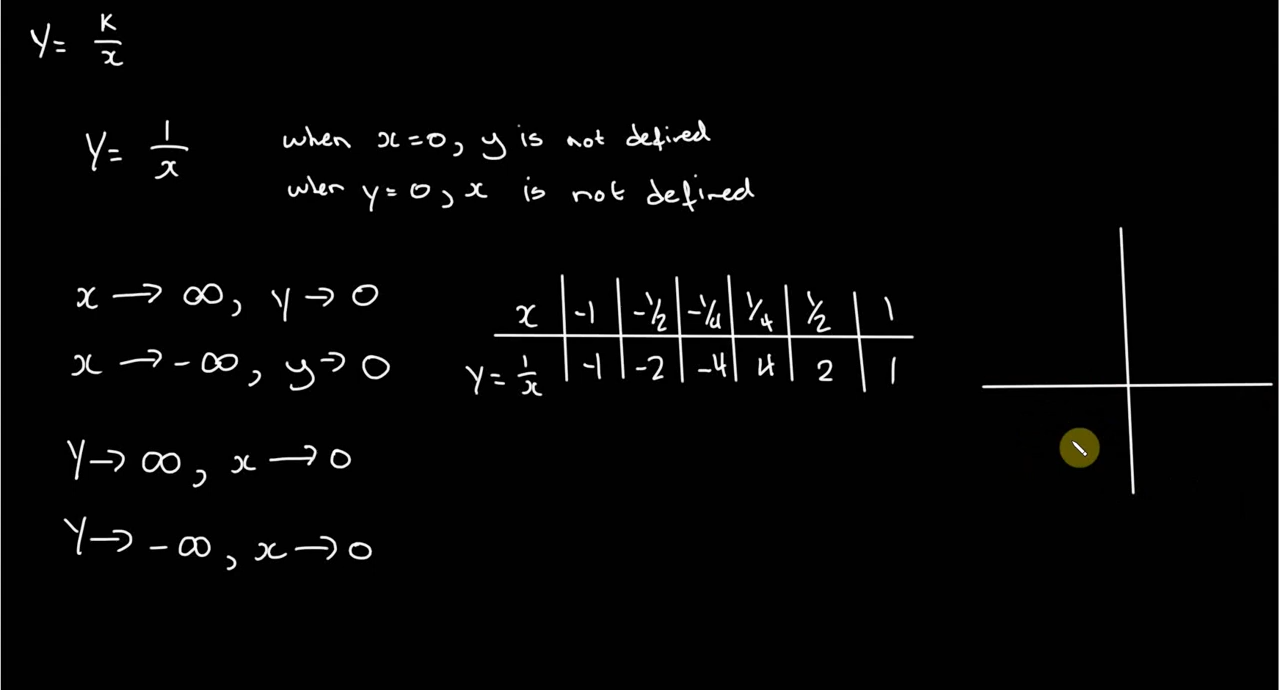 Y = K/x
Y = 1/x
when x = 0, y is not defined
when y = 0, x is not defined
x → ∞, y → 0
x → -∞, y → 0
Y → ∞, x → 0
Y → -∞, x → 0
x | -1 | -1/2 | -1/4 | 1/4 | 1/2 | 1
Y = 1/x | -1 | -2 | -4 | 4 | 2 | 1